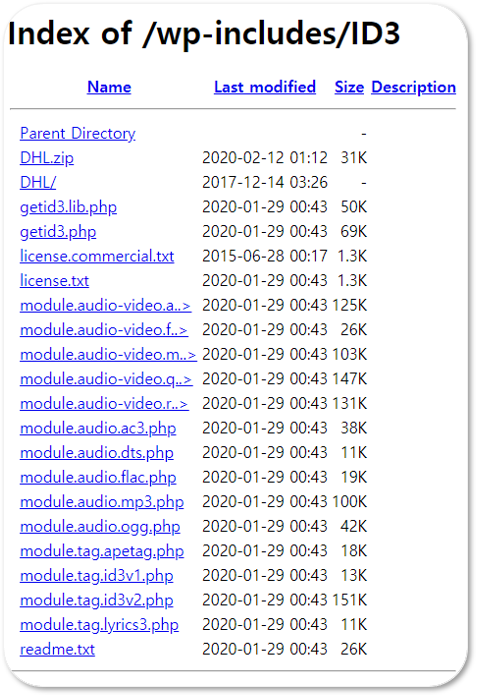 Index of /wp-includes/ID3
Name Last modified Size Description
Parent Directory -
DHL.zip 2020-02-12 01:12 31K
DHL/ 2017-12-14 03:26 -
getid3.lib.php 2020-01-29 00:43 50K
getid3.php 2020-01-29 00:43 69K
license.commercial.txt 2015-06-28 00:17 1.3K
license.txt 2020-01-29 00:43 1.3K
module.audio-video.a..> 2020-01-29 00:43 125K
module.audio-video.f..> 2020-01-29 00:43 26K
module.audio-video.m..> 2020-01-29 00:43 103K
module.audio-video.q..> 2020-01-29 00:43 147K
module.audio-video.r..> 2020-01-29 00:43 131K
module.audio.ac3.php 2020-01-29 00:43 38K
module.audio.dts.php 2020-01-29 00:43 11K
module.audio.flac.php 2020-01-29 00:43 19K
module.audio.mp3.php 2020-01-29 00:43 100K
module.audio.ogg.php 2020-01-29 00:43 42K
module.tag.apetag.php 2020-01-29 00:43 18K
module.tag.id3v1.php 2020-01-29 00:43 13K
module.tag.id3v2.php 2020-01-29 00:43 151K
module.tag.lyrics3.php 2020-01-29 00:43 11K
readme.txt 2020-01-29 00:43 26K